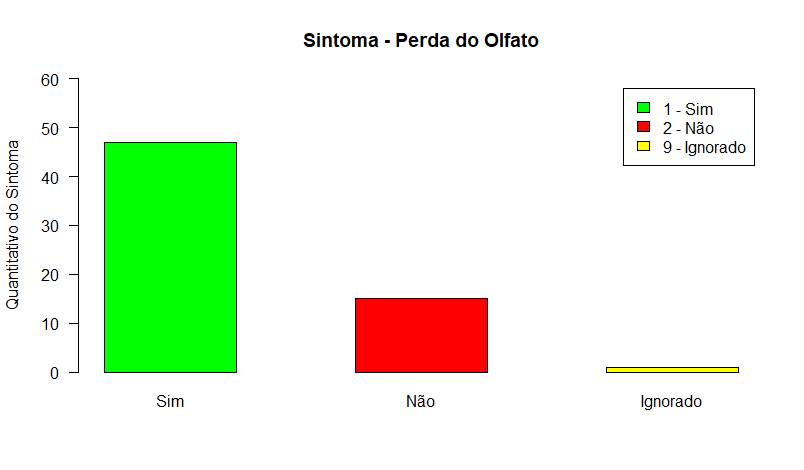 Sintoma - Perda do Olfato
Quantitativo do Sintoma
60
50
40
30
20
10
0
1 - Sim
2 - Não
9 - Ignorado
Sim
Não
Ignorado